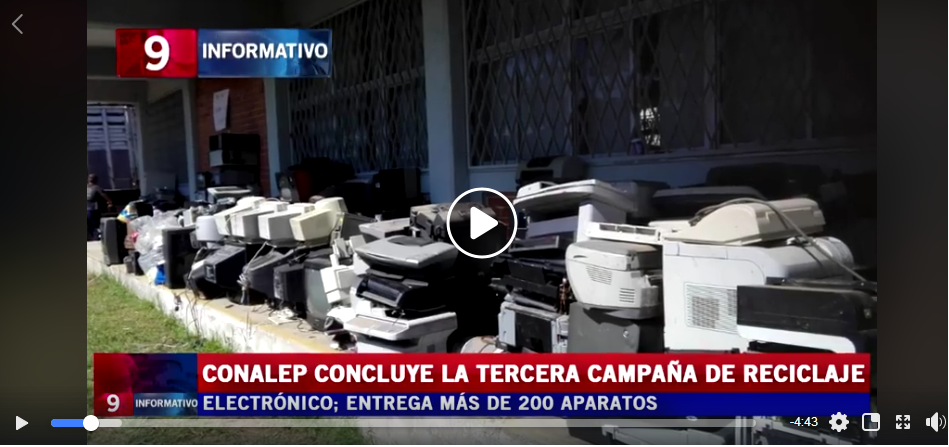 9 INFORMATIVO
CONALEP CONCLUYE LA TERCERA CAMPAÑA DE RECICLAJE
9 INFORMATIVO
ELECTRÓNICO; ENTREGA MÁS DE 200 APARATOS
-4:43